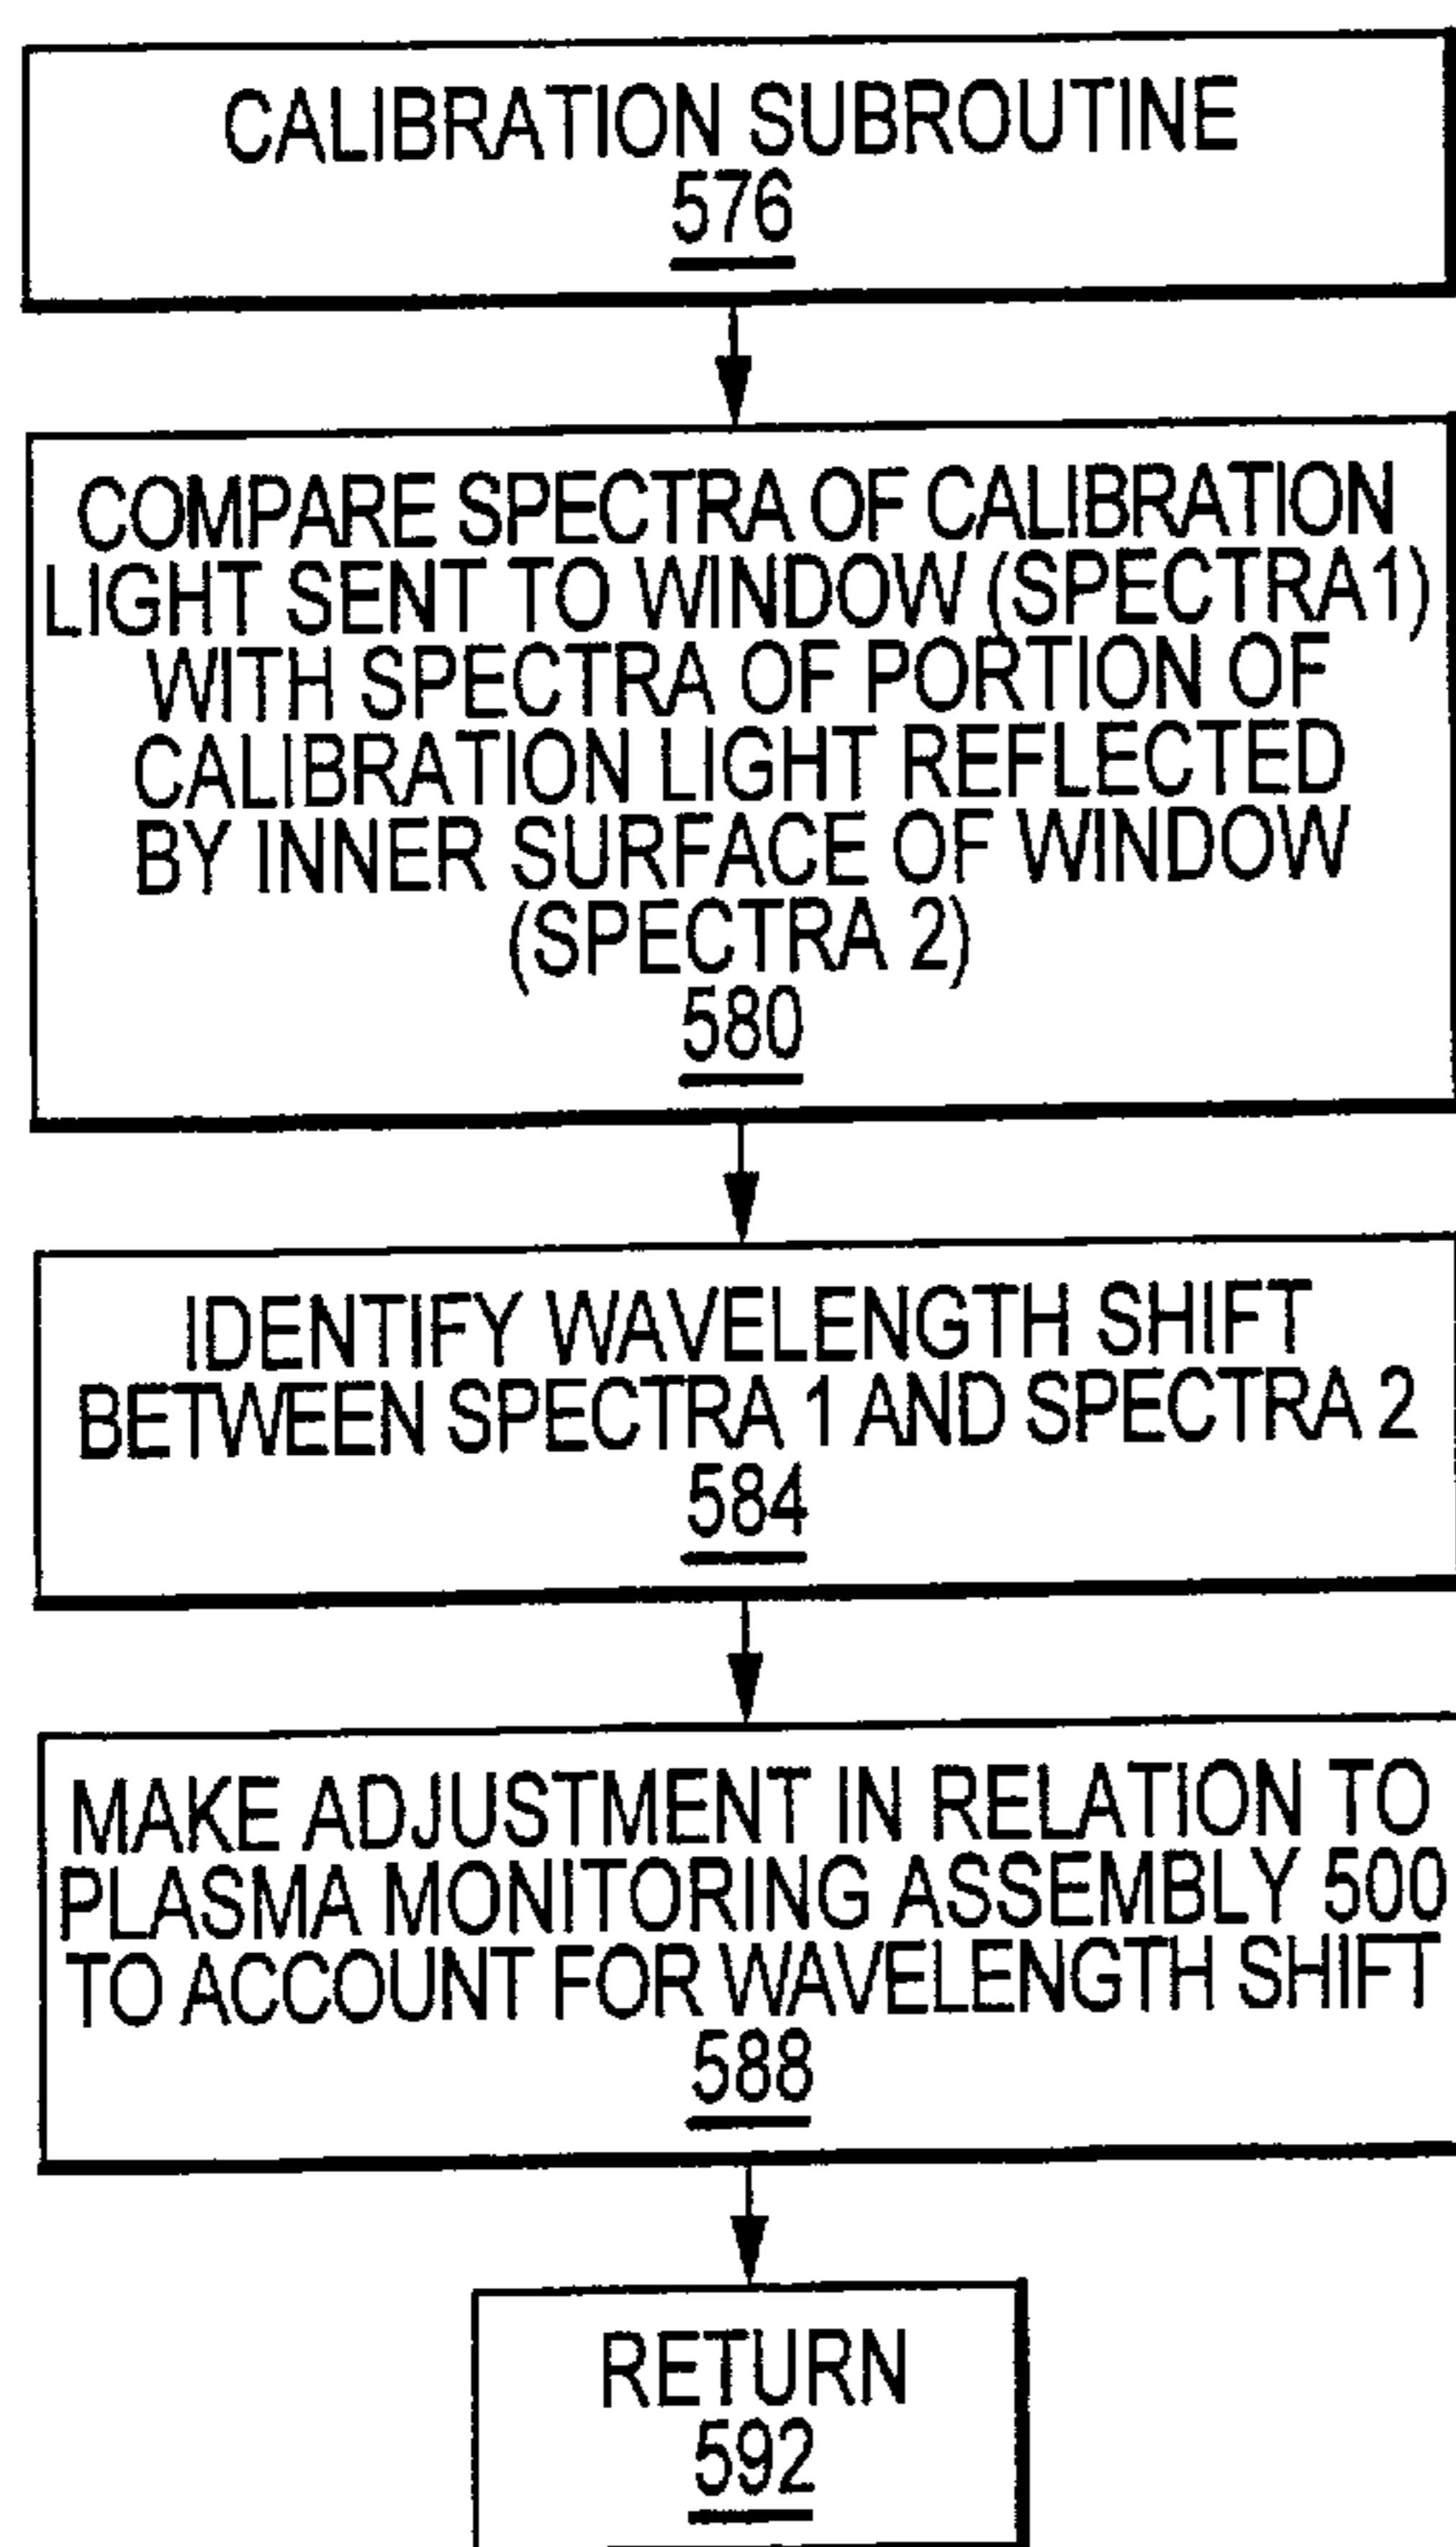 CALIBRATION SUBROUTINE
576
COMPARE SPECTRA OF CALIBRATION
LIGHT SENT TO WINDOW (SPECTRA1)
WITH SPECTRA OF PORTION OF
CALIBRATION LIGHT REFLECTED
BY INNER SURFACE OF WINDOW
(SPECTRA 2)
580
IDENTIFY WAVELENGTH SHIFT
BETWEEN SPECTRA 1 AND SPECTRA 2
584
MAKE ADJUSTMENT IN RELATION TO
PLASMA MONITORING ASSEMBLY 500
TO ACCOUNT FOR WAVELENGTH SHIFT
588
RETURN
592